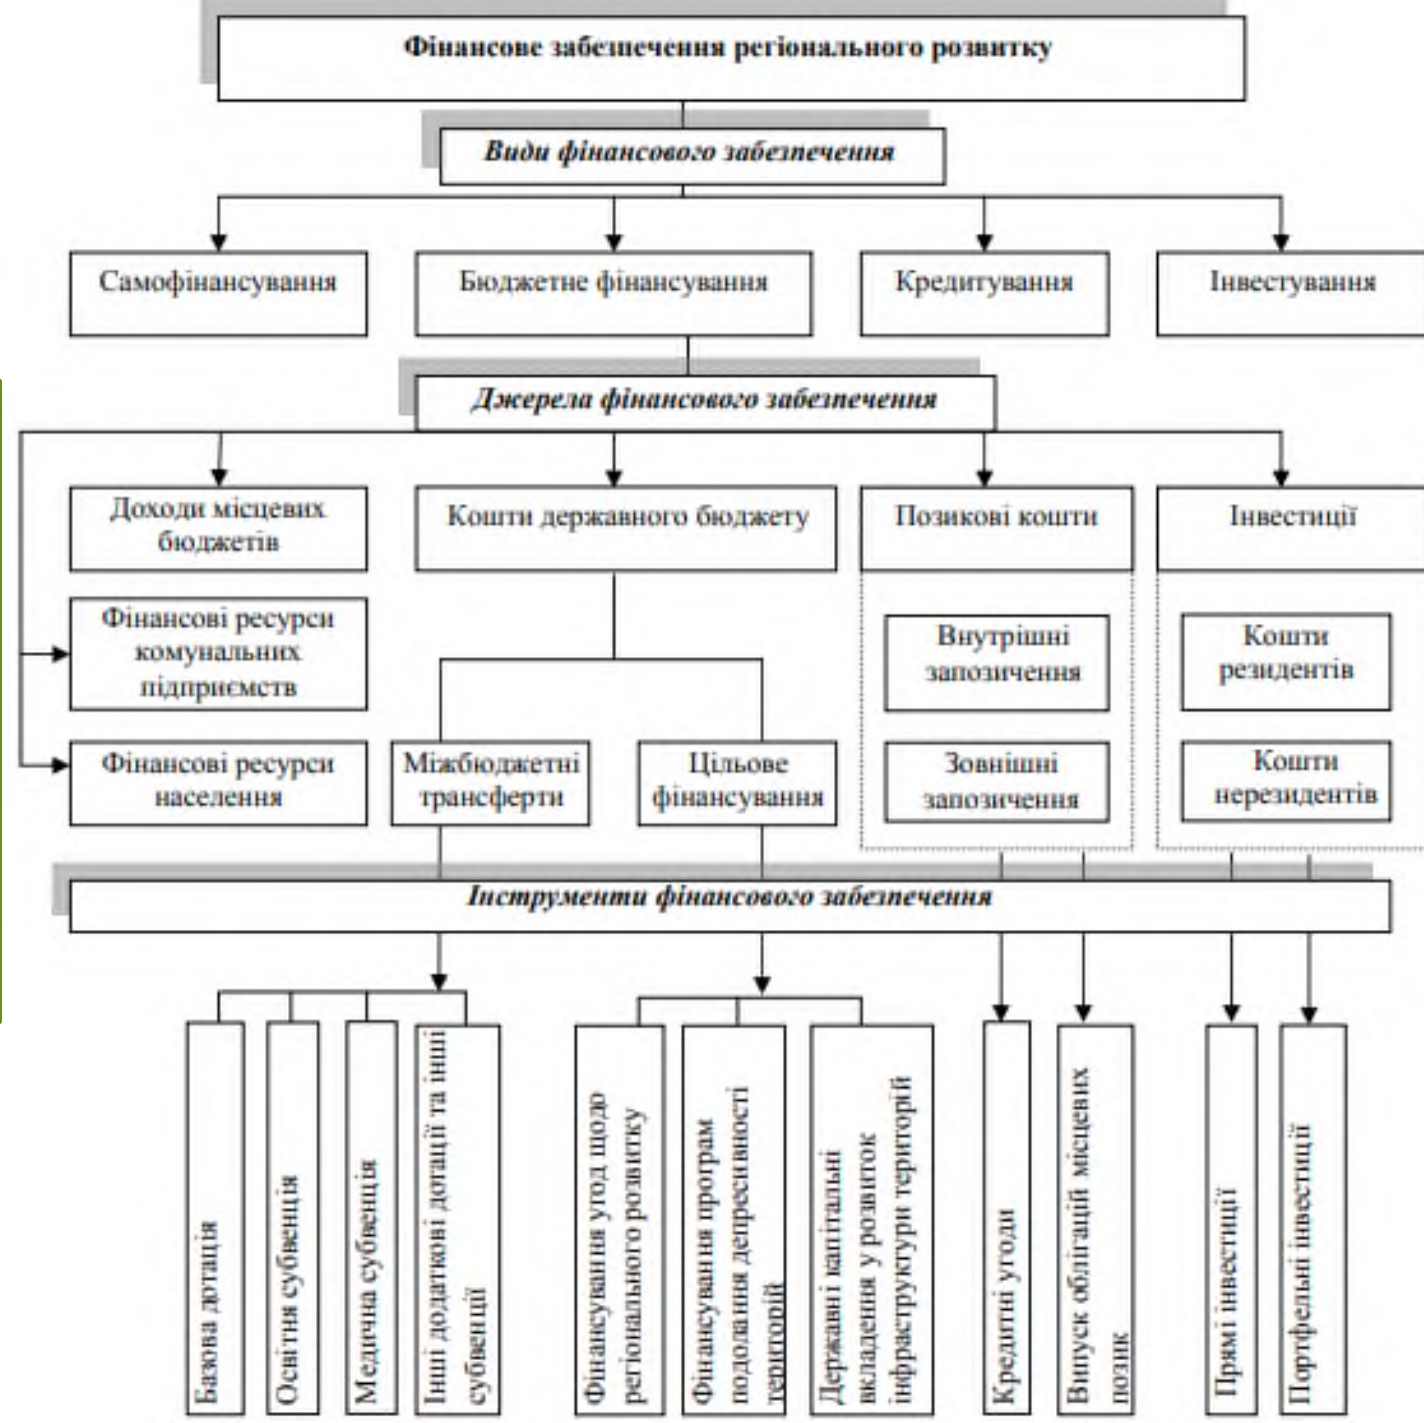 Фінансове забезпечення регіонального розвитку
Види фінансового забезпечення
Самофінансування
Бюджетне фінансування
Кредитування
Інвестування
Джерела фінансового забезпечення
Доходи місцевих
бюджетів
Кошти державного бюджету
Позикові кошти
Інвестиції
Фінансові ресурси
комунальних
підприємств
Внутрішні
запозичення
Кошти
резидентів
Фінансові ресурси
населення
Міжбюджетні
трансферти
Цільове
фінансування
Зовнішні
запозичення
Кошти
нерезидентів
Інструменти фінансового забезпечення
Базова дотація
Освітня субвенція
Медична субвенція
Інші додаткові дотації та інші
субвенції
Фінансування угод щодо
регіонального розвитку
Фінансування програм
подолання депресивності
територій
Державні капітальні
вкладення у розвиток
інфраструктури територій
Кредитні угоди
Випуск облігацій місцевих
позик
Прямі інвестиції
Портфельні інвестиції